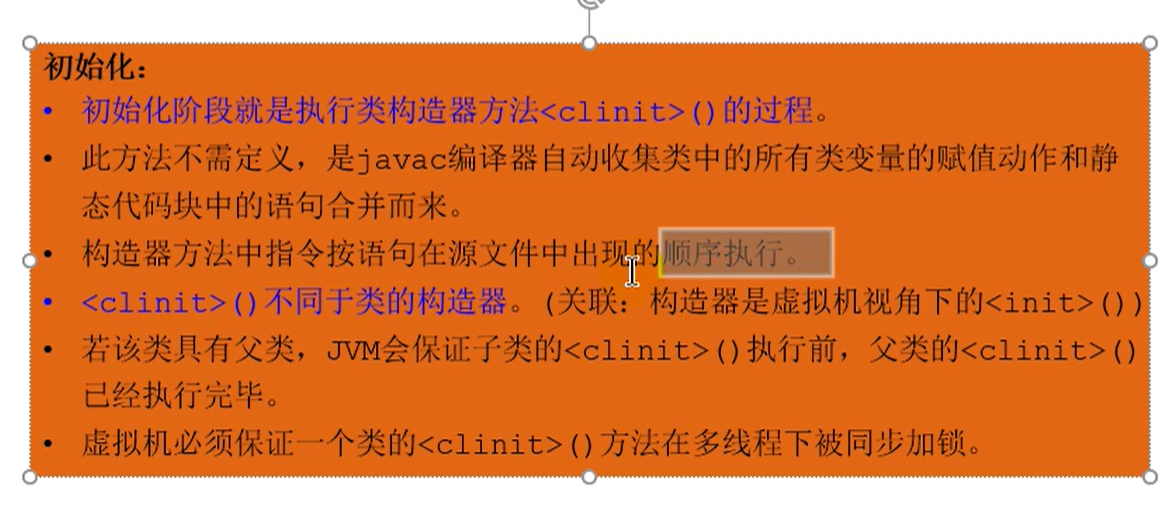 初始化：
• 初始化阶段就是执行类构造器方法<clinit>()的过程。
• 此方法不需定义，是javac编译器自动收集类中的所有类变量的赋值动作和静
态代码块中的语句合并而来。
• 构造器方法中指令按语句在源文件中出现的顺序执行。
• <clinit>()不同于类的构造器。(关联：构造器是虚拟机视角下的<init>())
• 若该类具有父类，JVM会保证子类的<clinit>()执行前，父类的<clinit>()
已经执行完毕。
• 虚拟机必须保证一个类的<clinit>()方法在多线程下被同步加锁。